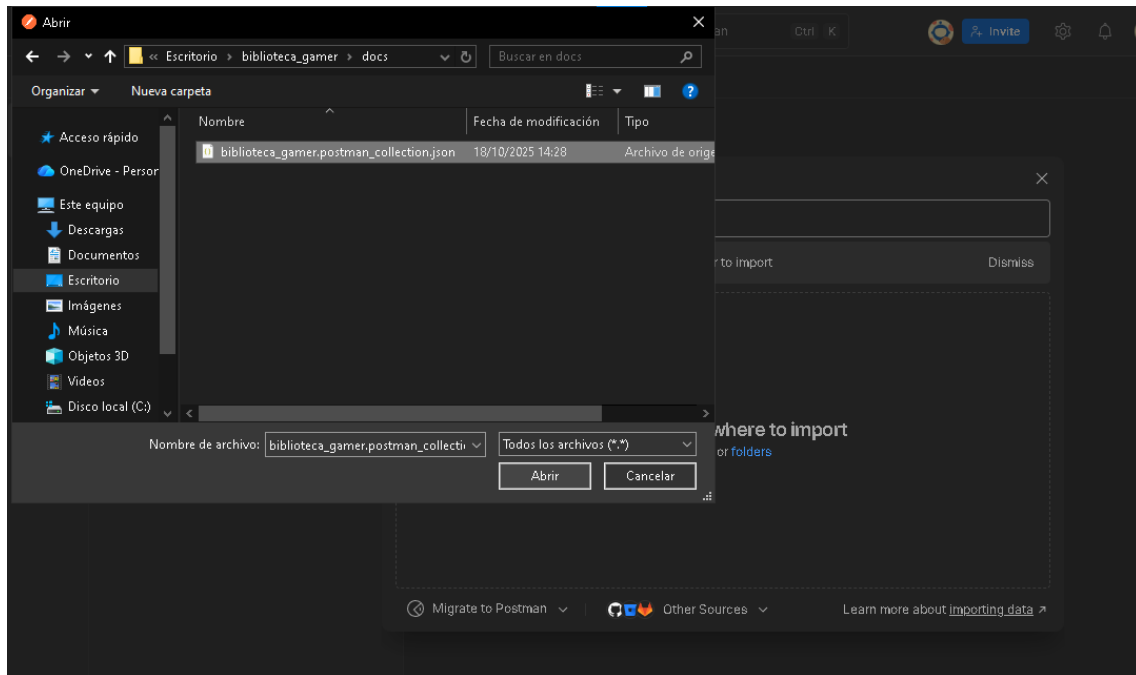 Abrir
an Ctrl K Invite
« Escritorio › biblioteca_gamer › docs Buscar en docs
Organizar Nueva carpeta
Nombre Fecha de modificación Tipo
Acceso rápido
biblioteca_gamer.postman_collection.json 18/10/2025 14:28 Archivo de orige
OneDrive - Person
Este equipo
Descargas
Documentos
r to import Dismiss
Escritorio
Imágenes
Música
Objetos 3D
Videos
Disco local (C:)
where to import
Nombre de archivo: biblioteca_gamer.postman_collecti Todos los archivos (*.*)
or folders
Abrir Cancelar
Migrate to Postman Other Sources Learn more about importing data